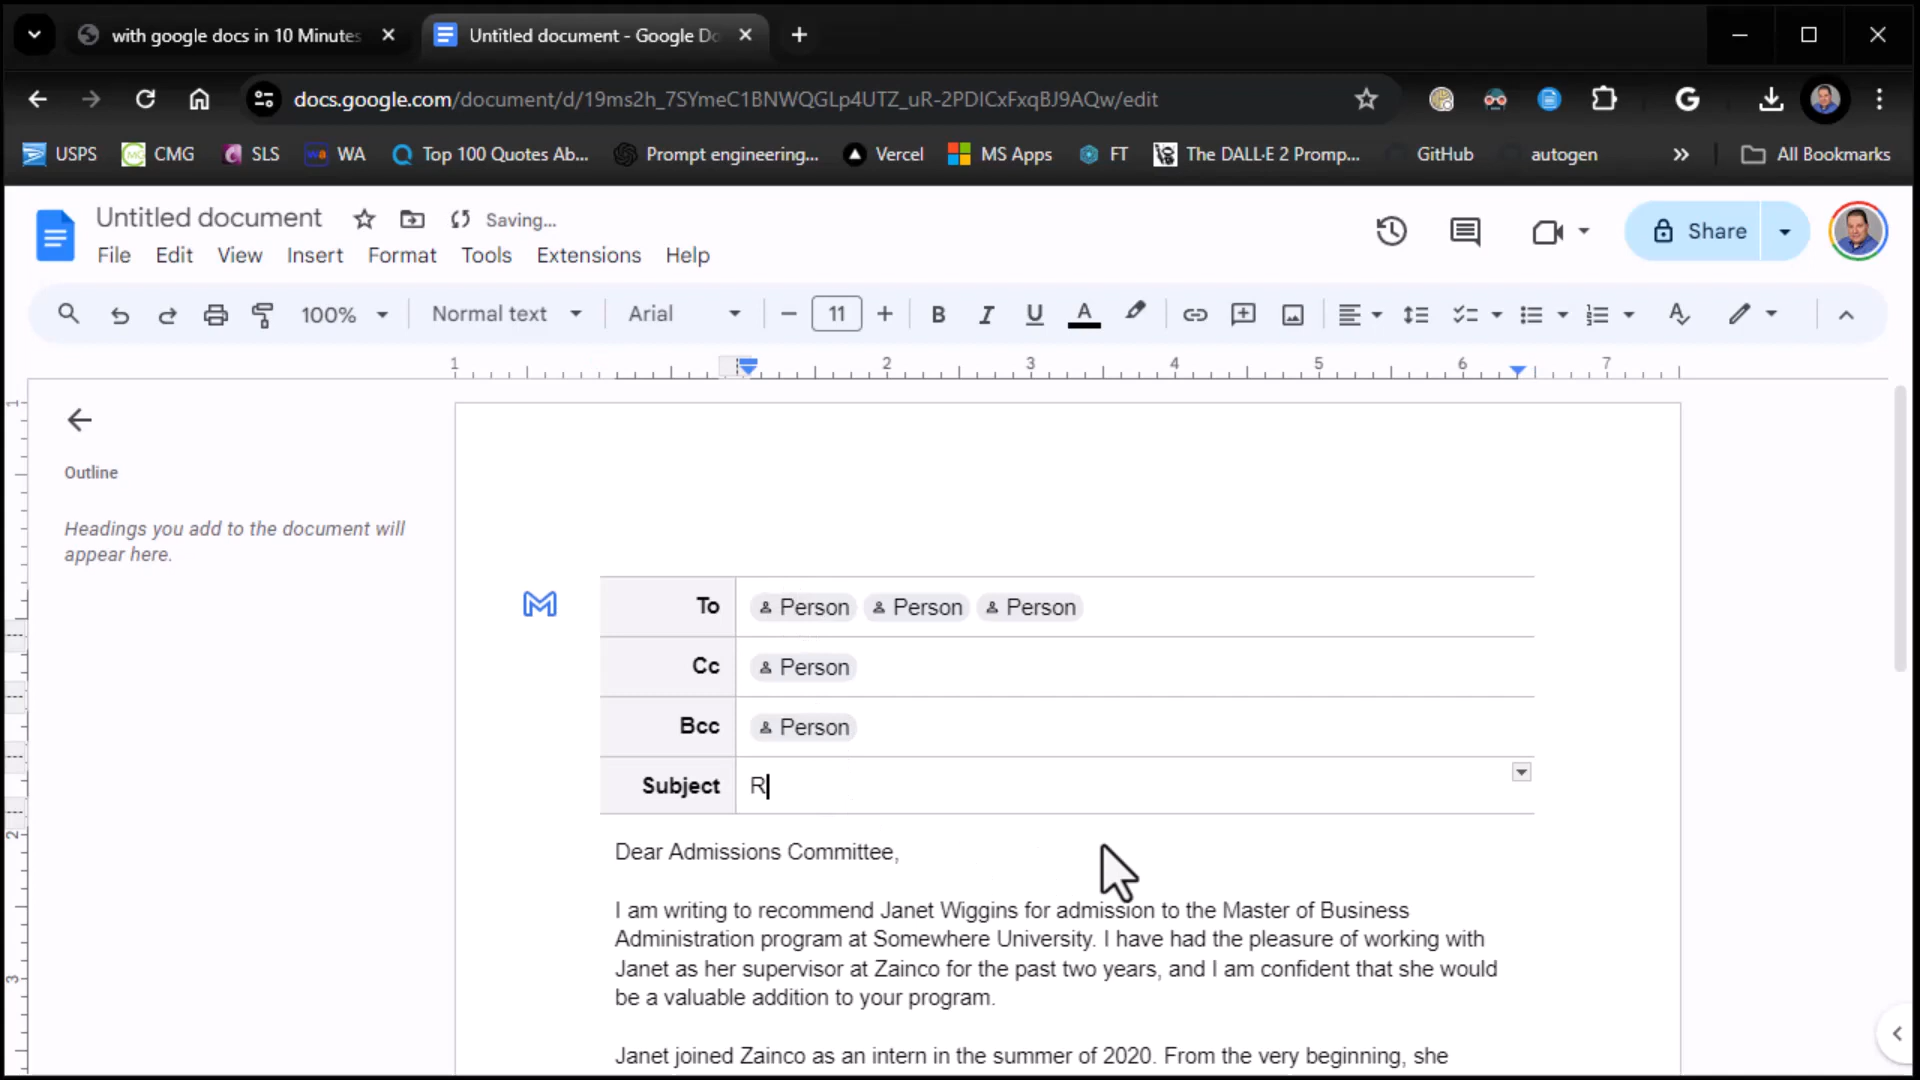 with google docs in 10 Minutes
Untitled document - Google Do
docs.google.com/document/d/19ms2h_7SYmeC1BNWQGLp4UTZ_uR-2PDICxFxqBJ9AQw/edit
USPS CMG SLS WA Top 100 Quotes Ab... Prompt engineering... Vercel MS Apps FT The DALL·E 2 Promp... GitHub autogen » All Bookmarks
Untitled document Saving...
Share
File Edit View Insert Format Tools Extensions Help
100% Normal text Arial 11
1 2 3 4 5 6 7
Outline
Headings you add to the document will
appear here.
To Person Person Person
Cc Person
Bcc Person
Subject R
Dear Admissions Committee,
I am writing to recommend Janet Wiggins for admission to the Master of Business
Administration program at Somewhere University. I have had the pleasure of working with
Janet as her supervisor at Zainco for the past two years, and I am confident that she would
be a valuable addition to your program.
Janet joined Zainco as an intern in the summer of 2020. From the very beginning, she